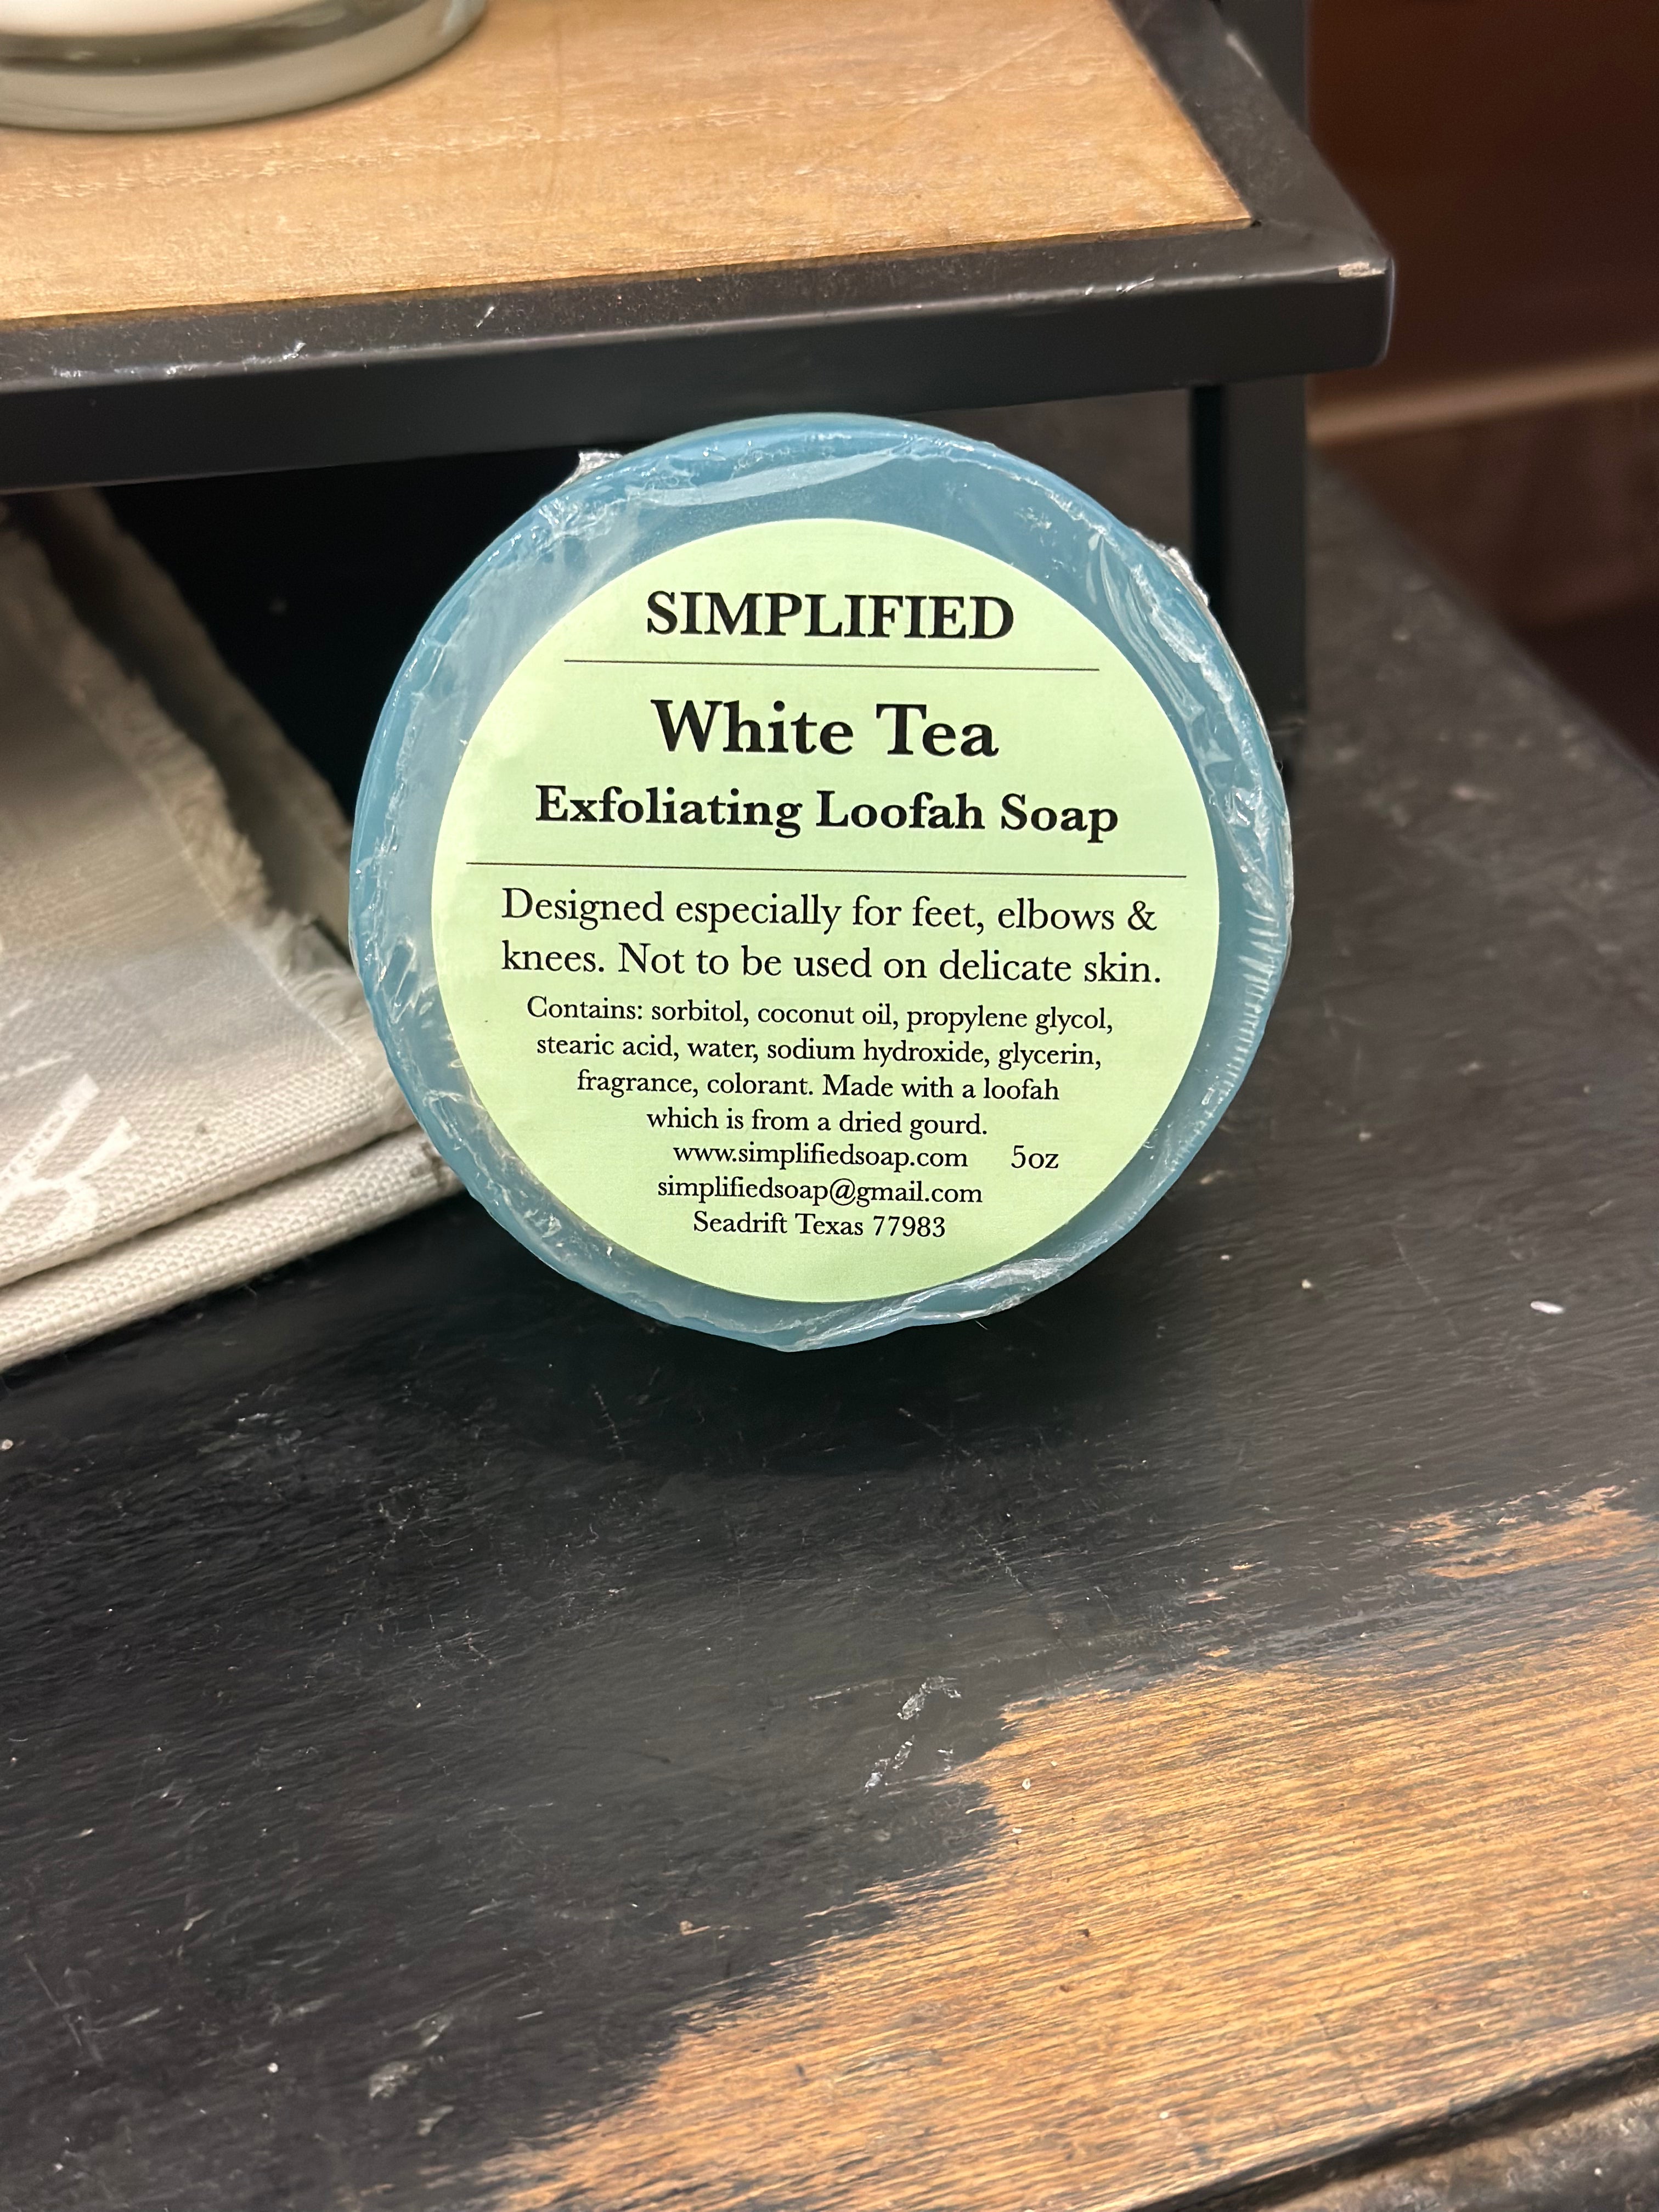 SIMPLIFIED
White Tea
Exfoliating Loofah Soap
Designed especially for feet, elbows &
knees. Not to be used on delicate skin.
Contains: sorbitol, coconut oil, propylene glycol,
stearic acid, water, sodium hydroxide, glycerin,
fragrance, colorant. Made with a loofah
which is from a dried gourd.
www.simplifiedsoap.com 5oz
simplifiedsoap@gmail.com
Seadrift Texas 77983